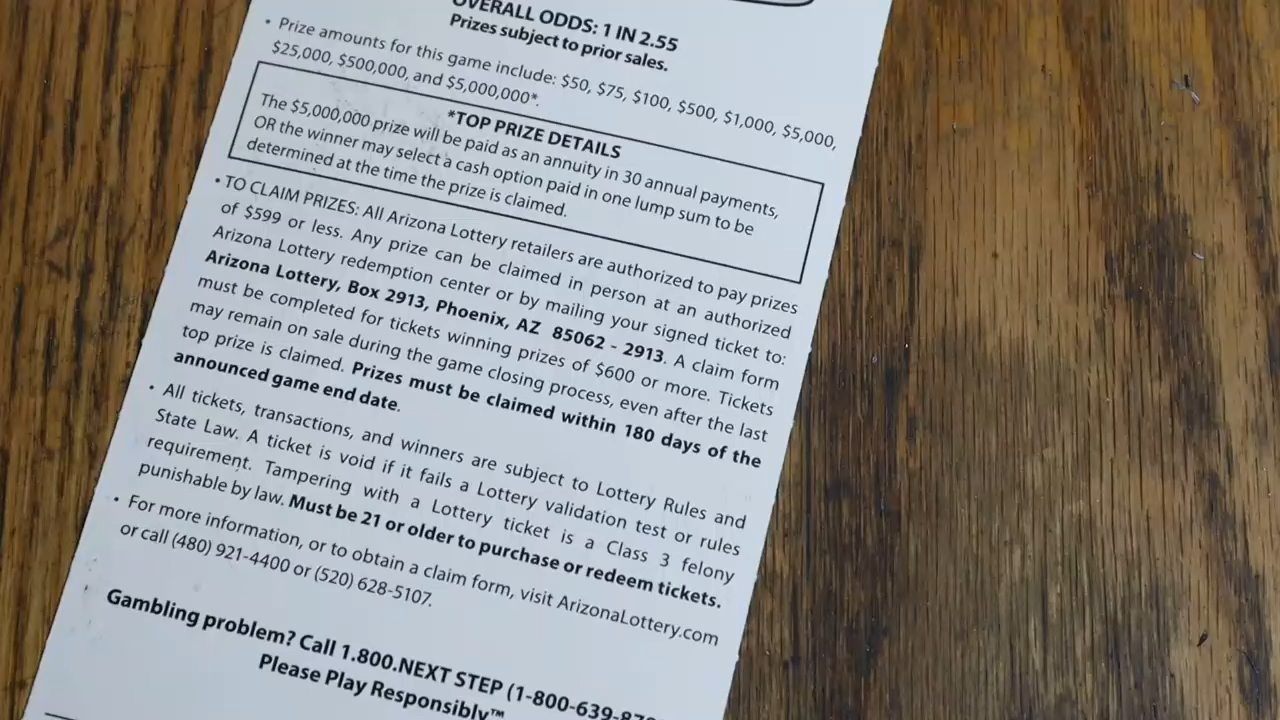 OVERALL ODDS: 1 IN 2.55
Prizes subject to prior sales.
• Prize amounts for this game include: $50, $75, $100, $500, $1,000, $5,000,
$25,000, $500,000, and $5,000,000*.
*TOP PRIZE DETAILS
The $5,000,000 prize will be paid as an annuity in 30 annual payments,
OR the winner may select a cash option paid in one lump sum to be
determined at the time the prize is claimed.
• TO CLAIM PRIZES: All Arizona Lottery retailers are authorized to pay prizes
of $599 or less. Any prize can be claimed in person at an authorized
Arizona Lottery redemption center or by mailing your signed ticket to:
Arizona Lottery, Box 2913, Phoenix, AZ 85062 - 2913. A claim form
must be completed for tickets winning prizes of $600 or more. Tickets
may remain on sale during the game closing process, even after the last
top prize is claimed. Prizes must be claimed within 180 days of the
announced game end date.
• All tickets, transactions, and winners are subject to Lottery Rules and
State Law. A ticket is void if it fails a Lottery validation test or rules
requirement. Tampering with a Lottery ticket is a Class 3 felony
punishable by law. Must be 21 or older to purchase or redeem tickets.
• For more information, or to obtain a claim form, visit ArizonaLottery.com
or call (480) 921-4400 or (520) 628-5107.
Gambling problem? Call 1.800.NEXT STEP (1-800-639-87
Please Play Responsibly™